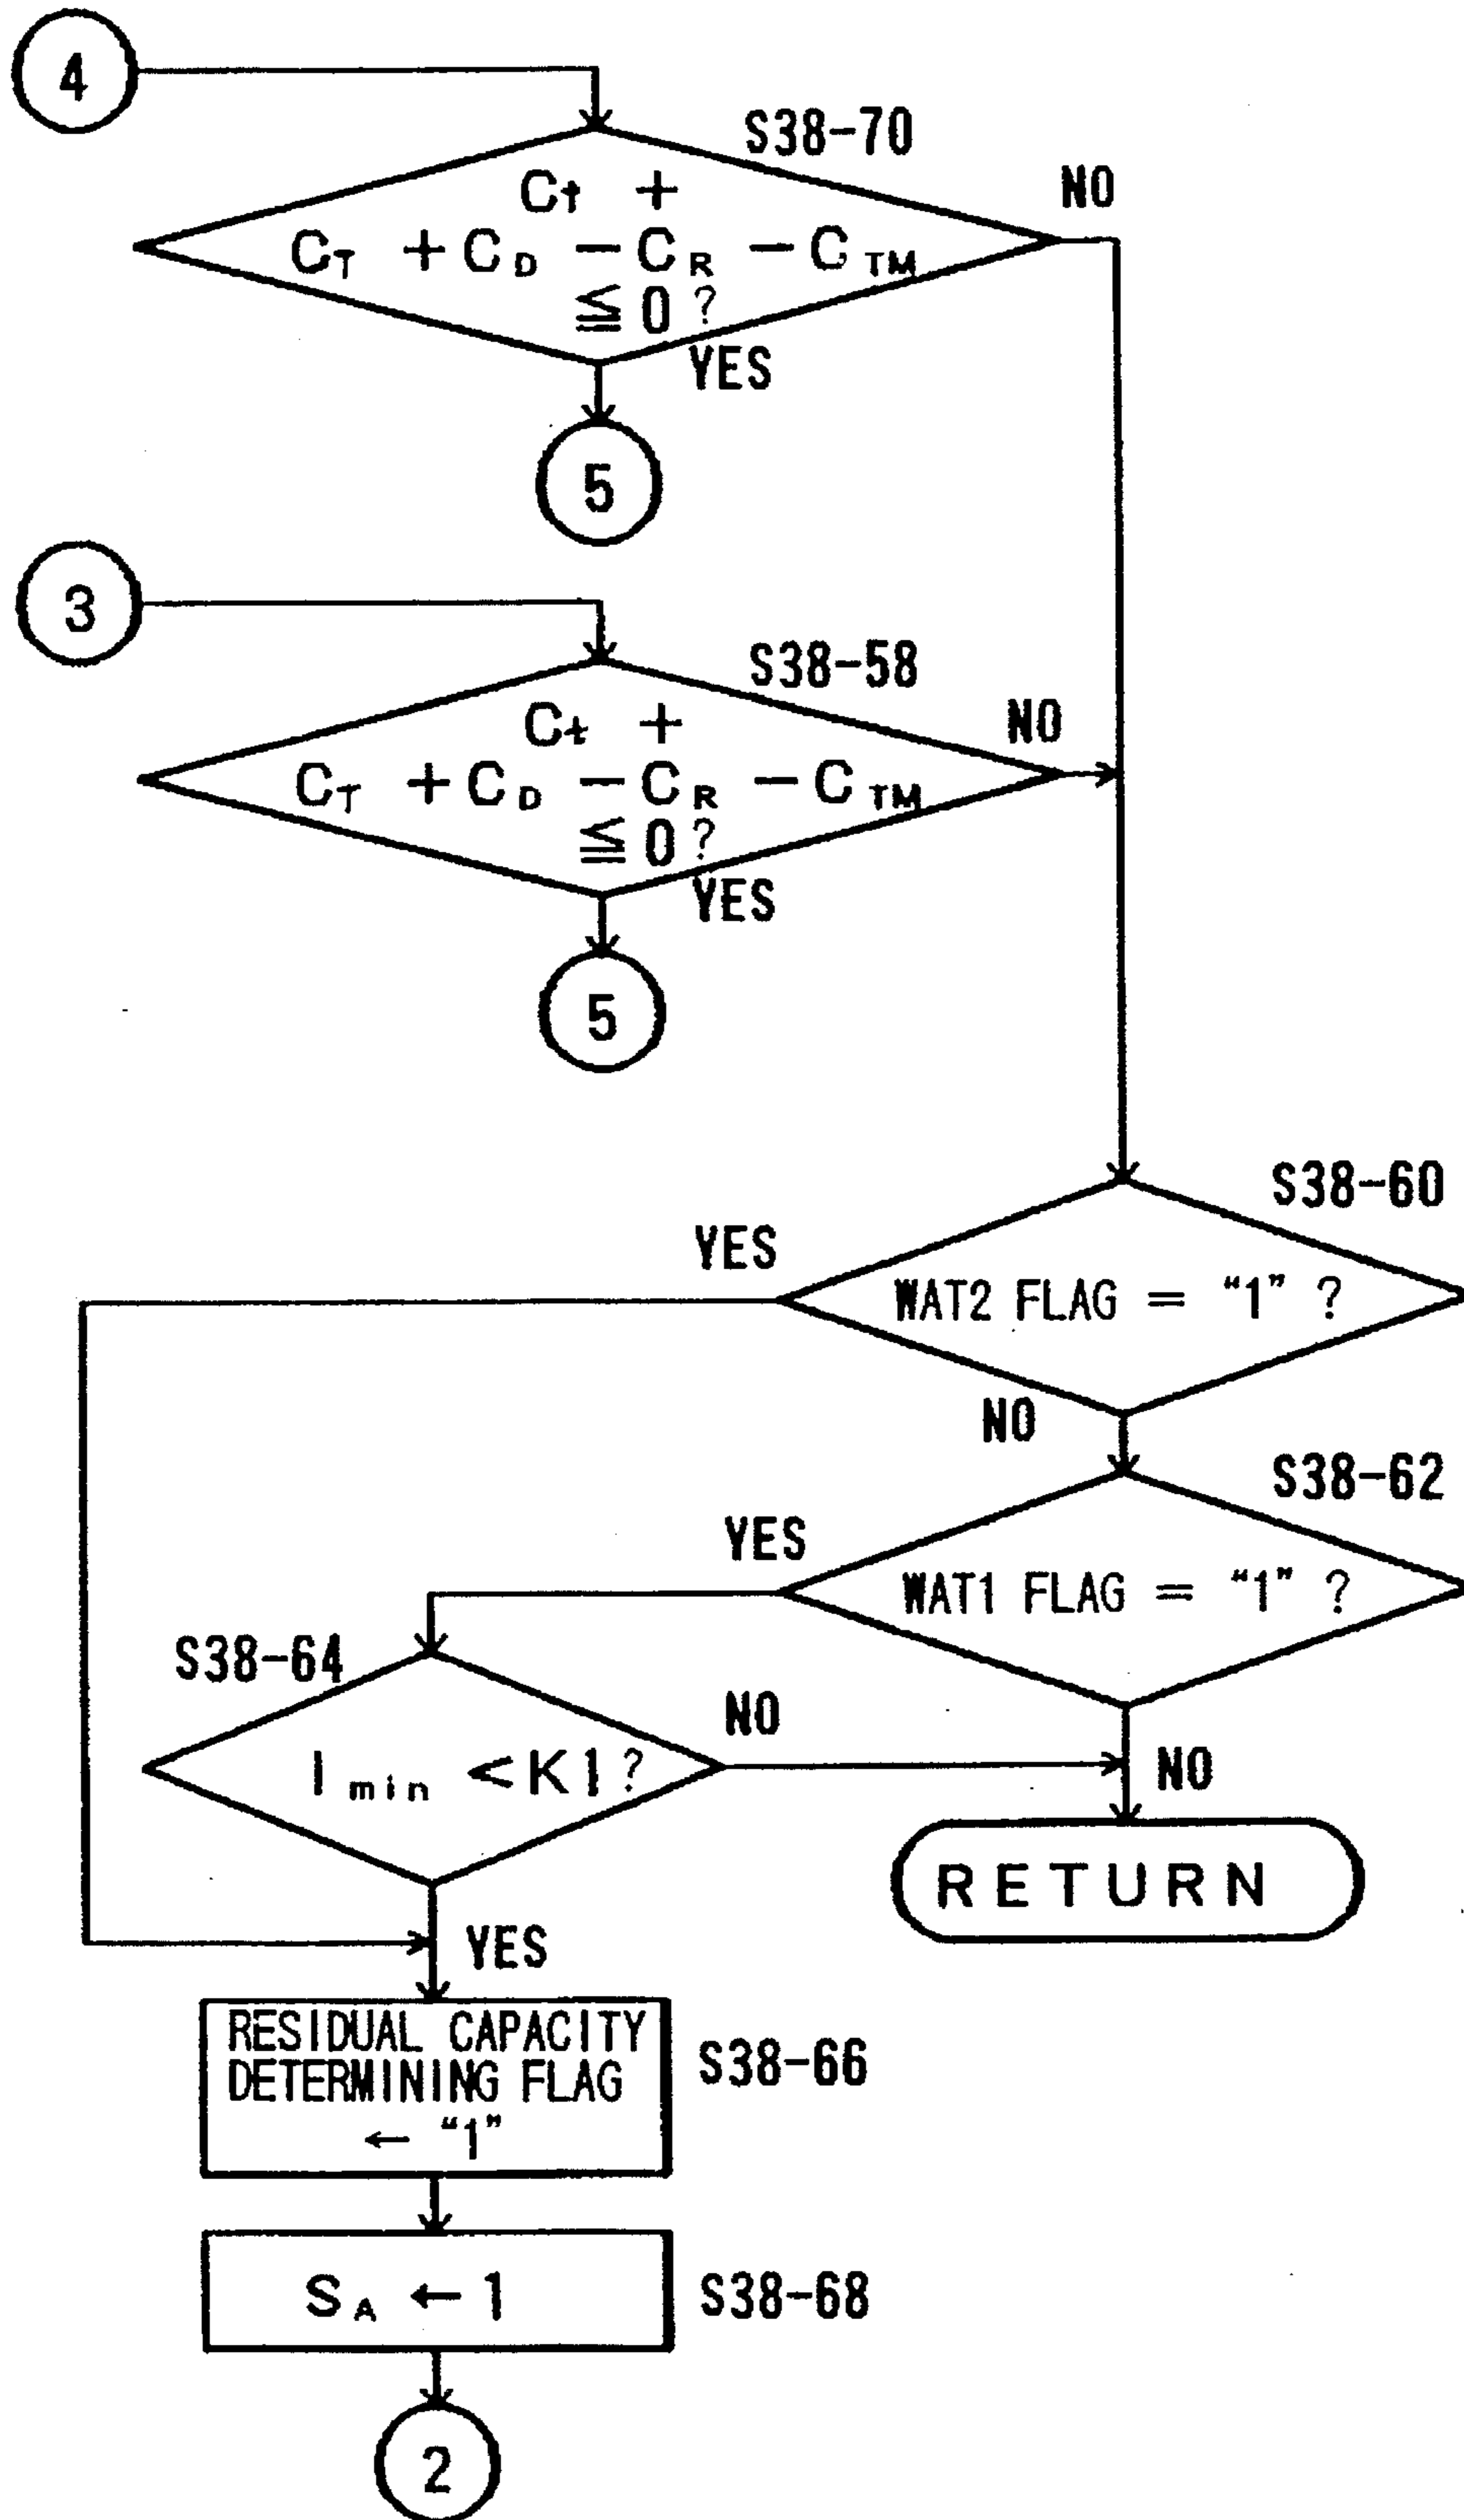 4
S38-70
NO
Ct +
CT + CD − CR − CTM
≦ 0 ?
YES
5
3
S38-58
NO
Ct +
CT + CD − CR − CTM
≦ 0 ?
YES
5
S38-60
YES
WAT2 FLAG = “1” ?
NO
S38-62
YES
WAT1 FLAG = “1” ?
S38-64
NO
I min < K1 ?
NO
RETURN
YES
RESIDUAL CAPACITY
DETERMINING FLAG
← “1”
S38-66
SA ← 1
S38-68
2